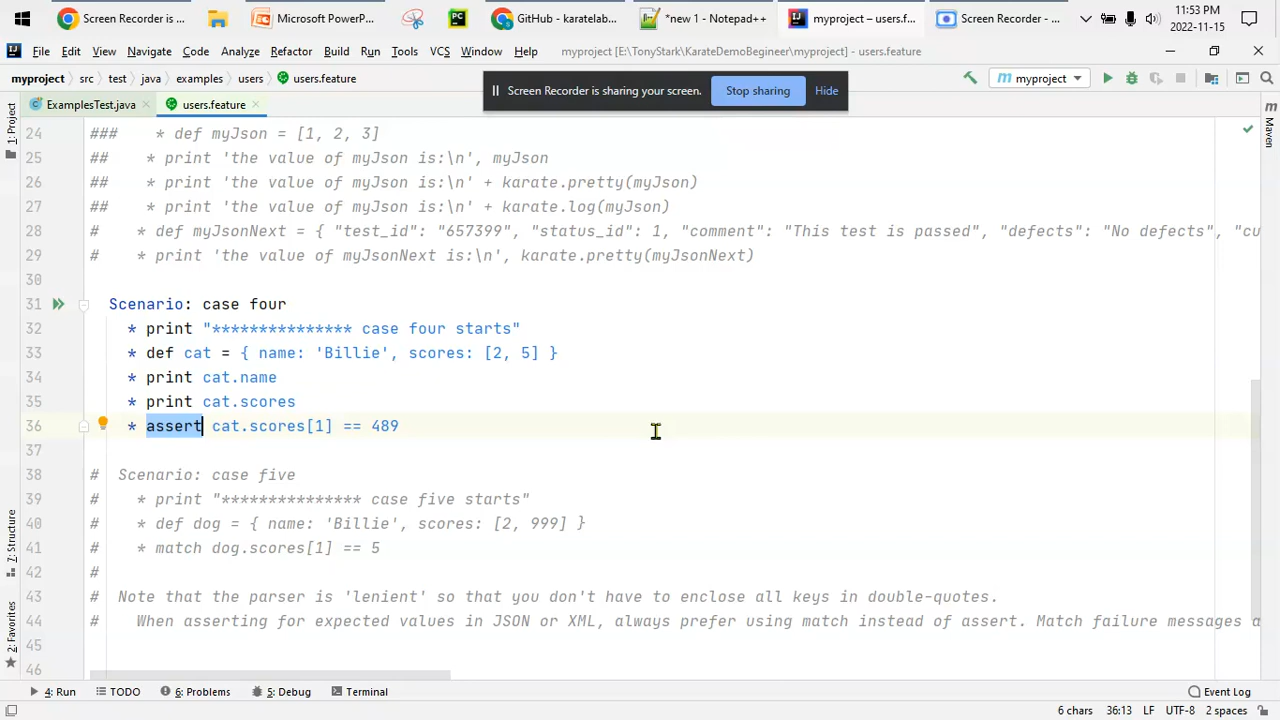 Screen Recorder is ...
Microsoft PowerP...
GitHub - karatelab...
*new 1 - Notepad++
myproject – users.f...
Screen Recorder - ...
11:53 PM
2022-11-15
File Edit View Navigate Code Analyze Refactor Build Run Tools VCS Window Help myproject [E:\TonyStark\KarateDemoBegineer\myproject] - users.feature
myproject src test java examples users users.feature
myproject
Screen Recorder is sharing your screen. Stop sharing Hide
ExamplesTest.java users.feature
1: Project
Maven
24 ### * def myJson = [1, 2, 3]
25 ## * print 'the value of myJson is:\n', myJson
26 ## * print 'the value of myJson is:\n' + karate.pretty(myJson)
27 ## * print 'the value of myJson is:\n' + karate.log(myJson)
28 # * def myJsonNext = { "test_id": "657399", "status_id": 1, "comment": "This test is passed", "defects": "No defects", "cu
29 # * print 'the value of myJsonNext is:\n', karate.pretty(myJsonNext)
30
31 Scenario: case four
32 * print "*************** case four starts"
33 * def cat = { name: 'Billie', scores: [2, 5] }
34 * print cat.name
35 * print cat.scores
36 * assert cat.scores[1] == 489
37
38 # Scenario: case five
39 # * print "*************** case five starts"
40 # * def dog = { name: 'Billie', scores: [2, 999] }
41 # * match dog.scores[1] == 5
42 #
43 # Note that the parser is 'lenient' so that you don't have to enclose all keys in double-quotes.
44 # When asserting for expected values in JSON or XML, always prefer using match instead of assert. Match failure messages a
45
46
7: Structure
2: Favorites
4: Run TODO 6: Problems 5: Debug Terminal Event Log
6 chars 36:13 LF UTF-8 2 spaces